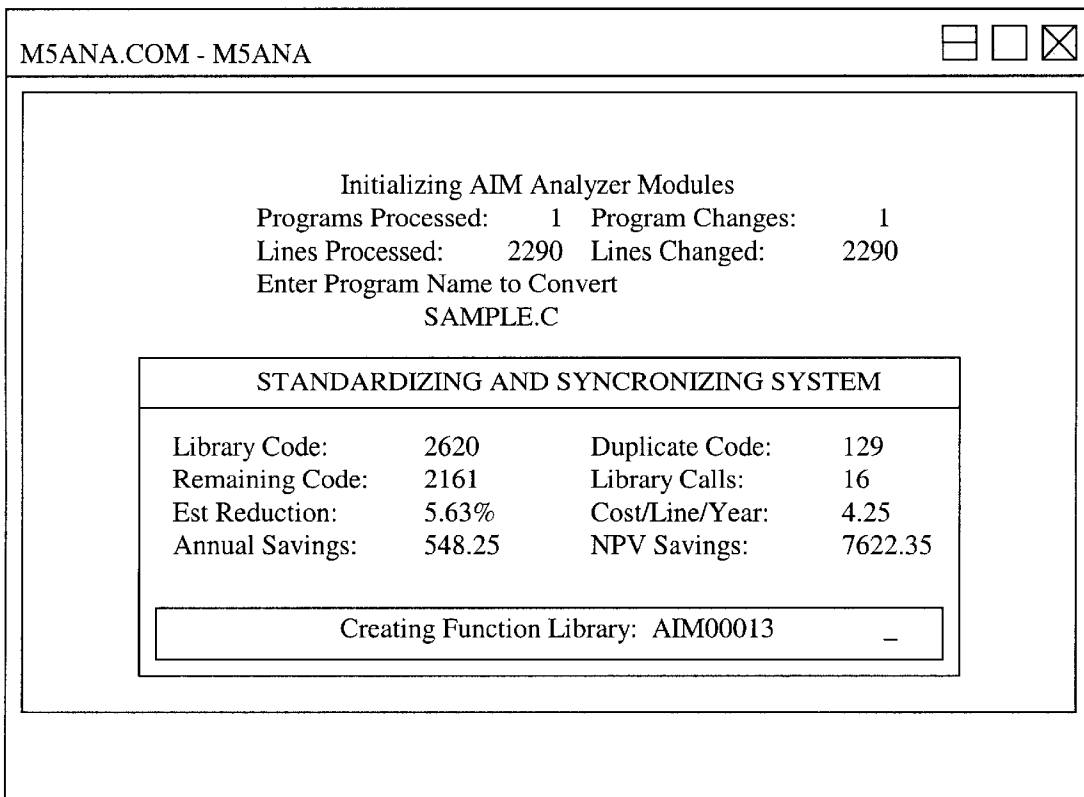 M5ANA.COM - M5ANA
Initializing AIM Analyzer Modules
Programs Processed: 1 Program Changes: 1
Lines Processed: 2290 Lines Changed: 2290
Enter Program Name to Convert
SAMPLE.C
STANDARDIZING AND SYNCRONIZING SYSTEM
Library Code: 2620 Duplicate Code: 129
Remaining Code: 2161 Library Calls: 16
Est Reduction: 5.63% Cost/Line/Year: 4.25
Annual Savings: 548.25 NPV Savings: 7622.35
Creating Function Library: AIM00013 _